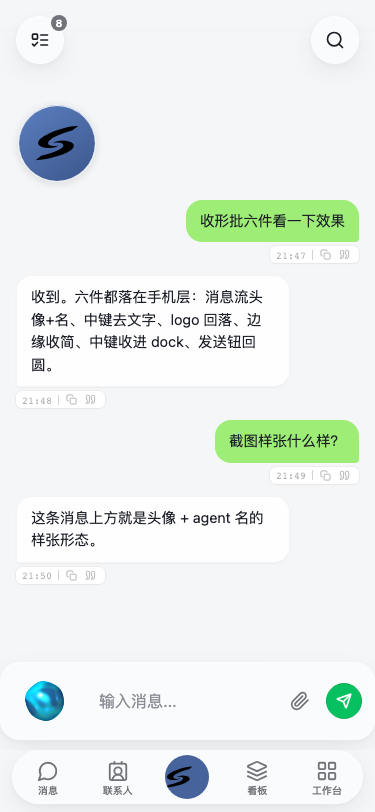 8
收形批六件看一下效果
21:47
收到。六件都落在手机层：消息流头
像+名、中键去文字、logo 回落、边
缘收简、中键收进 dock、发送钮回
圆。
21:48
截图样张什么样?
21:49
这条消息上方就是头像 + agent 名的
样张形态。
21:50
输入消息...
消息
联系人
看板
工作台